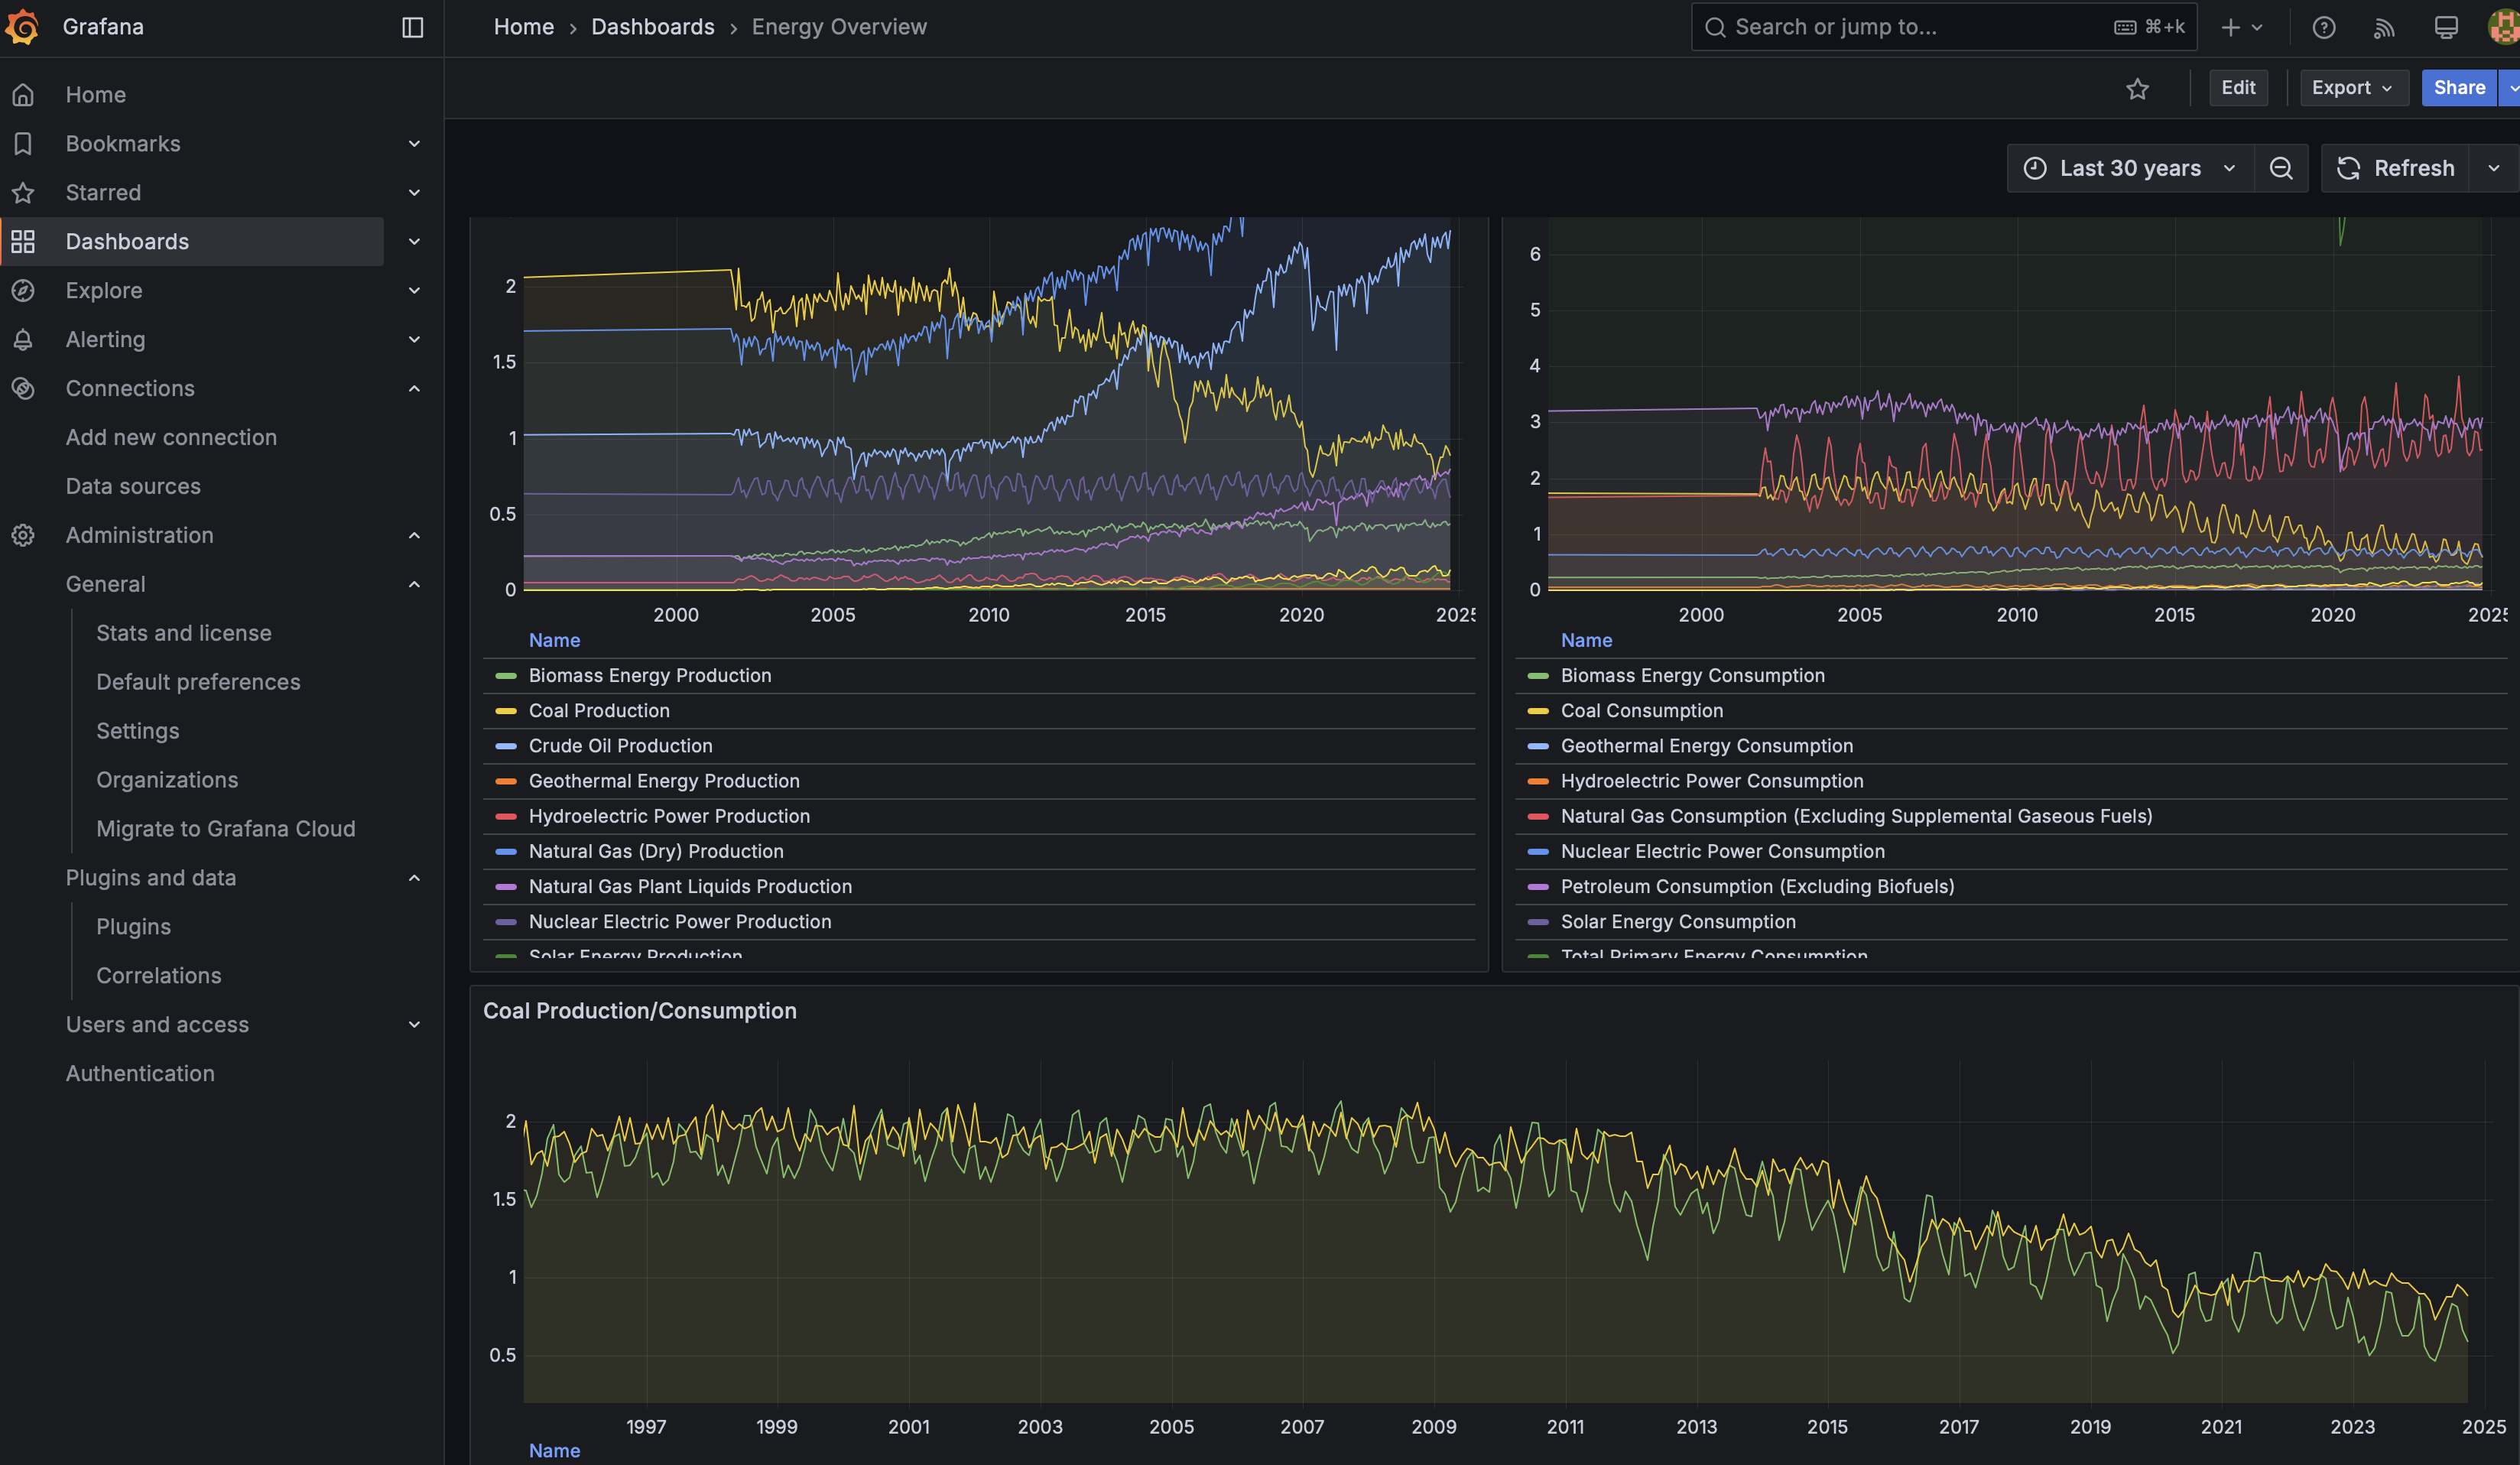 Grafana
Home › Dashboards › Energy Overview
Search or jump to... ⌘+k
Edit
Export
Share
Last 30 years
Refresh
Home
Bookmarks
Starred
Dashboards
Explore
Alerting
Connections
Add new connection
Data sources
Administration
General
Stats and license
Default preferences
Settings
Organizations
Migrate to Grafana Cloud
Plugins and data
Plugins
Correlations
Users and access
Authentication
2
1.5
1
0.5
0
2000 2005 2010 2015 2020 2025
Name
Biomass Energy Production
Coal Production
Crude Oil Production
Geothermal Energy Production
Hydroelectric Power Production
Natural Gas (Dry) Production
Natural Gas Plant Liquids Production
Nuclear Electric Power Production
Solar Energy Production
6
5
4
3
2
1
0
2000 2005 2010 2015 2020 2025
Name
Biomass Energy Consumption
Coal Consumption
Geothermal Energy Consumption
Hydroelectric Power Consumption
Natural Gas Consumption (Excluding Supplemental Gaseous Fuels)
Nuclear Electric Power Consumption
Petroleum Consumption (Excluding Biofuels)
Solar Energy Consumption
Total Primary Energy Consumption
Coal Production/Consumption
2
1.5
1
0.5
1997 1999 2001 2003 2005 2007 2009 2011 2013 2015 2017 2019 2021 2023 2025
Name